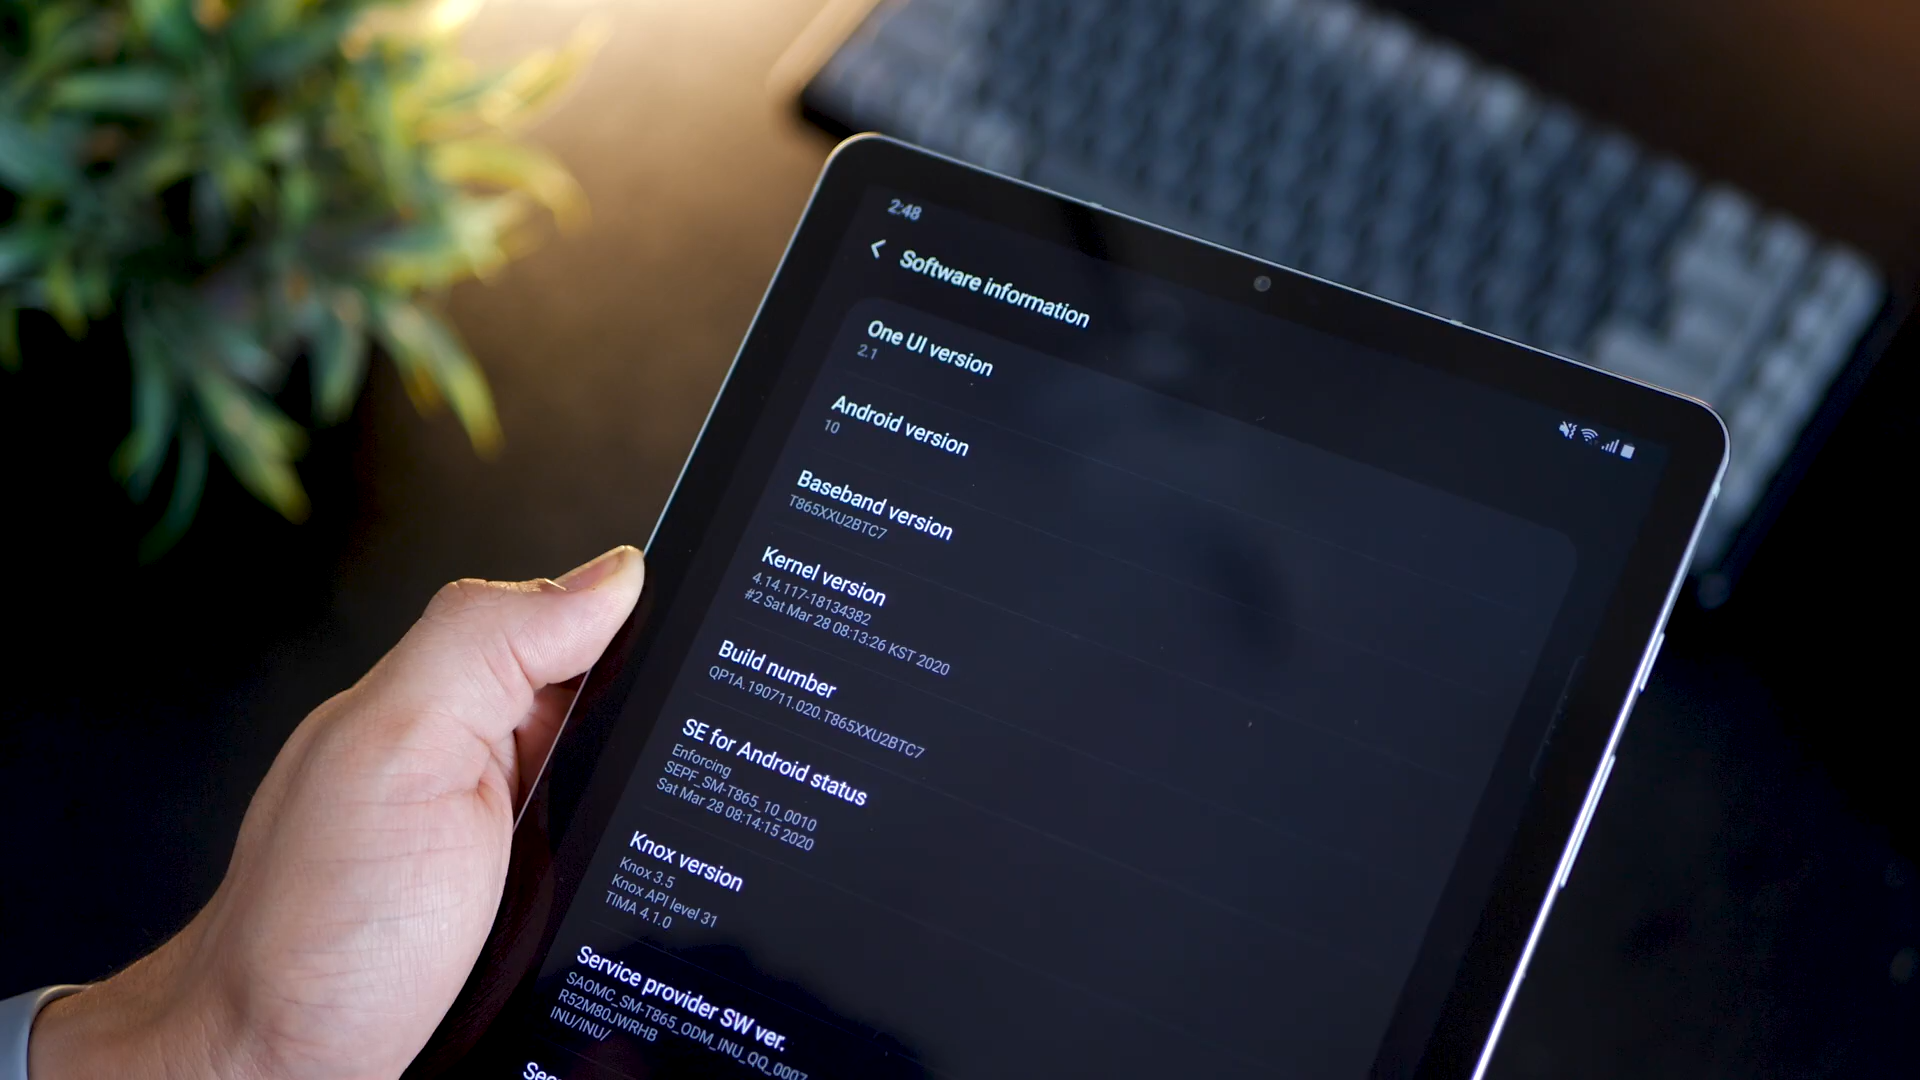 2:48
Software information
One UI version
2.1
Android version
10
Baseband version
T865XXU2BTC7
Kernel version
4.14.117-18134382
#2 Sat Mar 28 08:13:26 KST 2020
Build number
QP1A.190711.020.T865XXU2BTC7
SE for Android status
Enforcing
SEPF_SM-T865_10_0010
Sat Mar 28 08:14:15 2020
Knox version
Knox 3.5
Knox API level 31
TIMA 4.1.0
Service provider SW ver.
SAOMC_SM-T865_ODM_INU_QQ_0007
R52M80JWRHB
INU/INU/